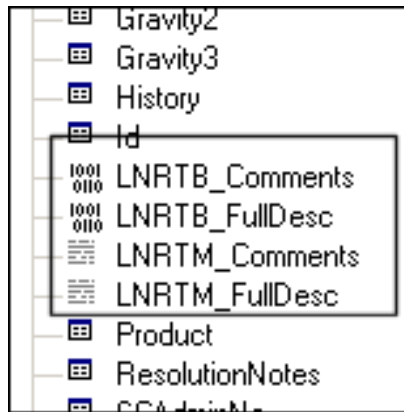 Gravity2
Gravity3
History
Id
LNRTB_Comments
LNRTB_FullDesc
LNRTM_Comments
LNRTM_FullDesc
Product
ResolutionNotes